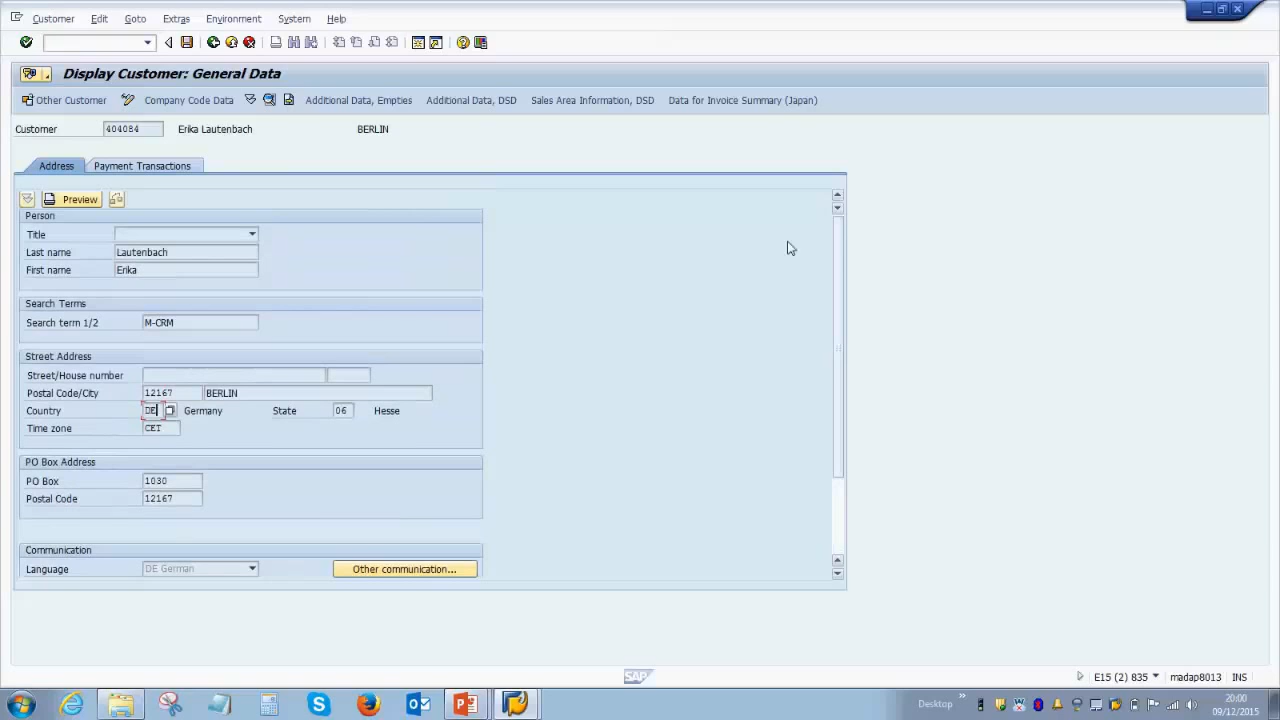 Customer Edit Goto Extras Environment System Help
Display Customer: General Data
Other Customer Company Code Data Additional Data, Empties Additional Data, DSD Sales Area Information, DSD Data for Invoice Summary (Japan)
Customer 404084 Erika Lautenbach BERLIN
Address Payment Transactions
Preview
Person
Title
Last name Lautenbach
First name Erika
Search Terms
Search term 1/2 M-CRM
Street Address
Street/House number
Postal Code/City 12167 BERLIN
Country DE Germany State 06 Hesse
Time zone CET
PO Box Address
PO Box 1030
Postal Code 12167
Communication
Language DE German Other communication...
SAP E15 (2) 835 madap8013 INS
Desktop 20:00
09/12/2015